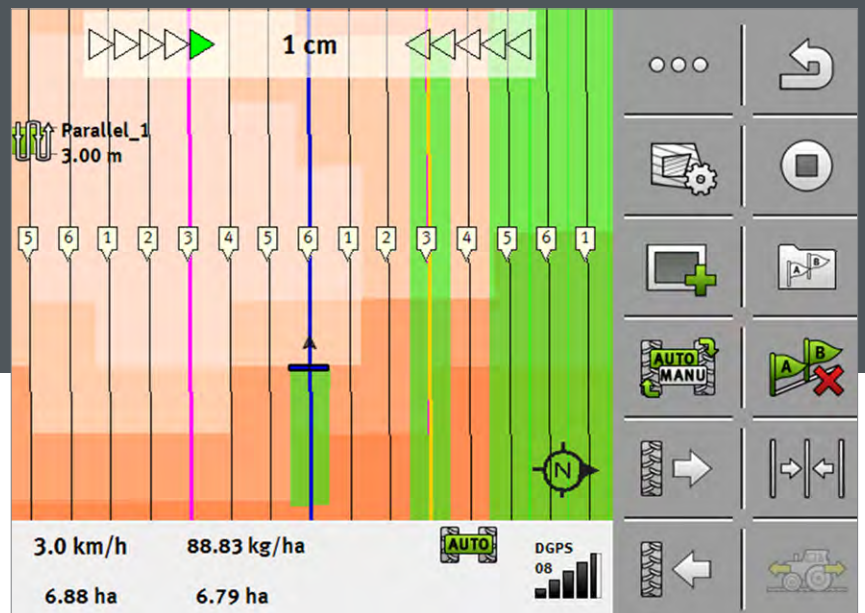 1 cm
Parallel_1
3.00 m
5 6 1 2 3 4 5 6 1 2 3 4 5 6 1
A B
AUTO
MANU
A B
N
3.0 km/h 88.83 kg/ha AUTO DGPS
08
6.88 ha 6.79 ha